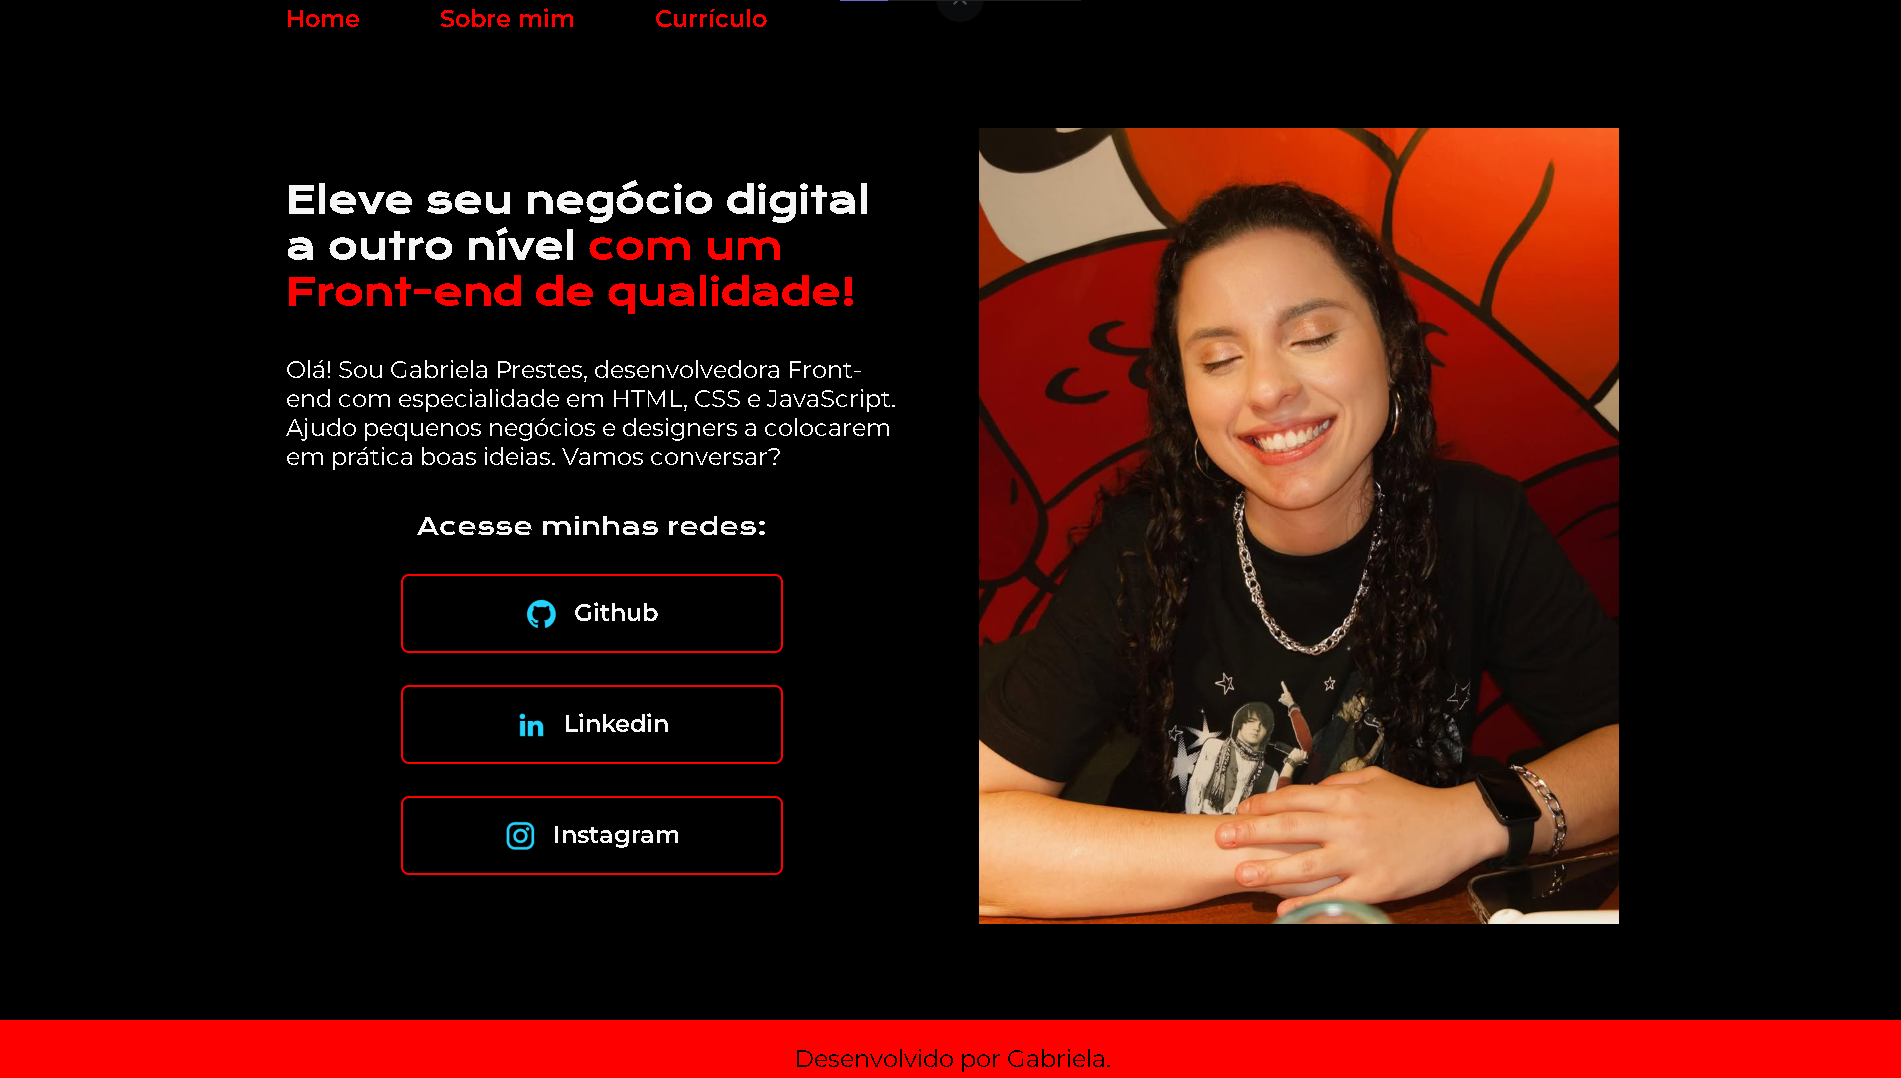 Home Sobre mim Currículo
Eleve seu negócio digital
a outro nível com um
Front-end de qualidade!
Olá! Sou Gabriela Prestes, desenvolvedora Front-
end com especialidade em HTML, CSS e JavaScript.
Ajudo pequenos negócios e designers a colocarem
em prática boas ideias. Vamos conversar?
Acesse minhas redes:
Github
Linkedin
Instagram
Desenvolvido por Gabriela.